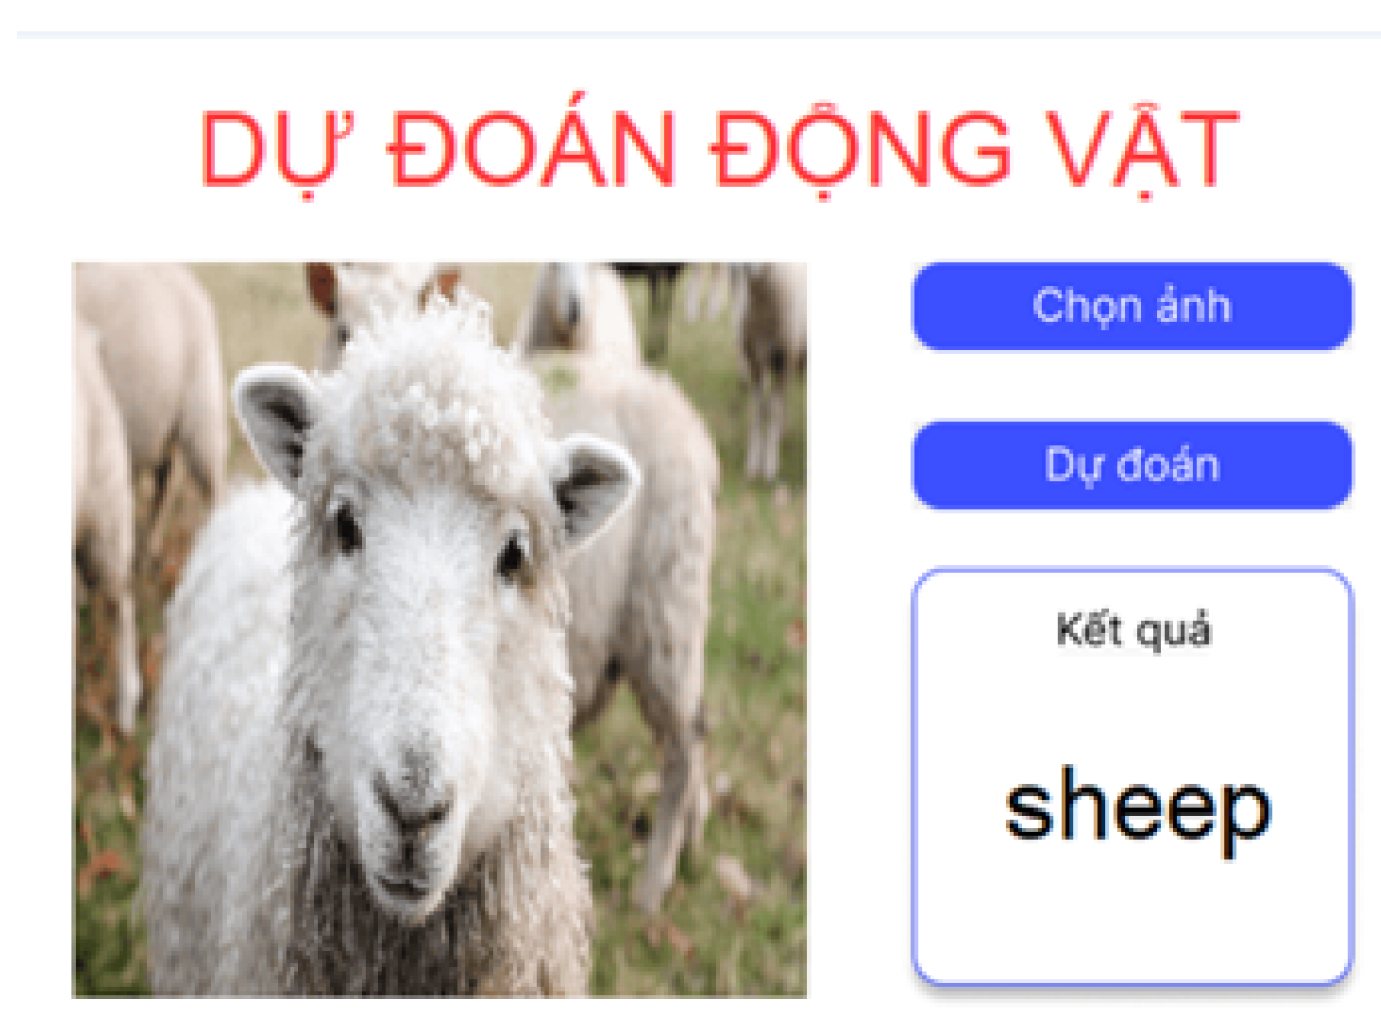 DỰ ĐOÁN ĐỘNG VẬT
Chọn ảnh
Dự đoán
Kết quả
sheep